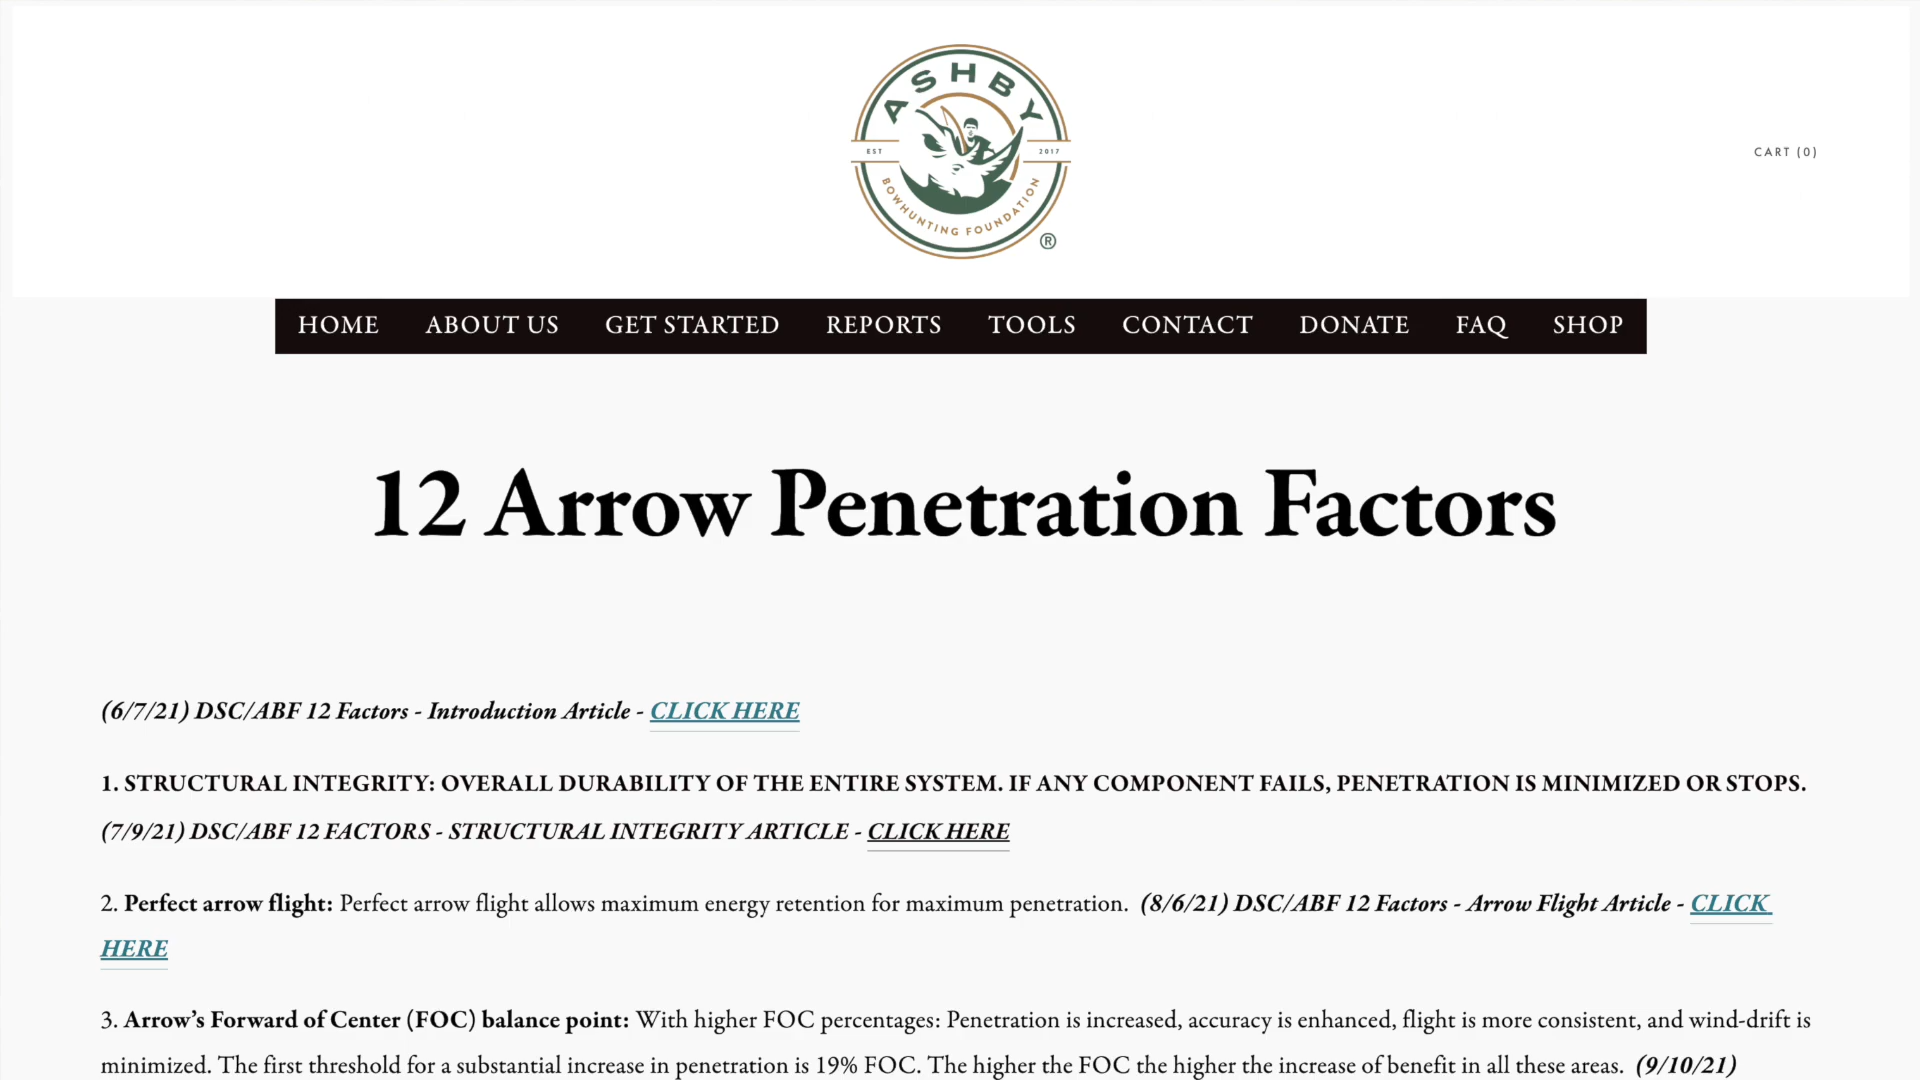 ASHBY
EST 2017
BOWHUNTING FOUNDATION
®
CART (0)
HOME ABOUT US GET STARTED REPORTS TOOLS CONTACT DONATE FAQ SHOP
12 Arrow Penetration Factors
(6/7/21) DSC/ABF 12 Factors - Introduction Article - CLICK HERE
1. STRUCTURAL INTEGRITY: OVERALL DURABILITY OF THE ENTIRE SYSTEM. IF ANY COMPONENT FAILS, PENETRATION IS MINIMIZED OR STOPS.
(7/9/21) DSC/ABF 12 FACTORS - STRUCTURAL INTEGRITY ARTICLE - CLICK HERE
2. Perfect arrow flight: Perfect arrow flight allows maximum energy retention for maximum penetration. (8/6/21) DSC/ABF 12 Factors - Arrow Flight Article - CLICK
HERE
3. Arrow’s Forward of Center (FOC) balance point: With higher FOC percentages: Penetration is increased, accuracy is enhanced, flight is more consistent, and wind-drift is
minimized. The first threshold for a substantial increase in penetration is 19% FOC. The higher the FOC the higher the increase of benefit in all these areas. (9/10/21)